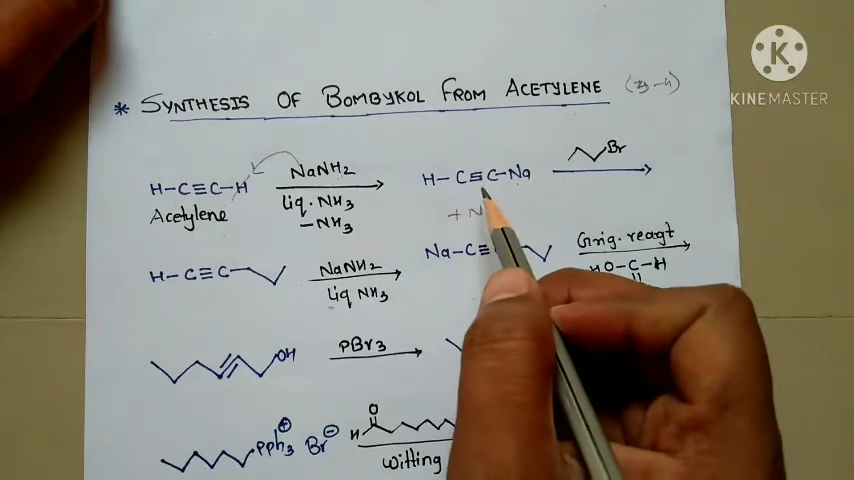 * SYNTHESIS OF BOMBYKOL FROM ACETYLENE
K
KINEMASTER
H-C≡C-H
NaNH2
Liq. NH3
-NH3
H-C≡C-Na
Br
Acetylene
+ N
H-C≡C
NaNH2
Liq NH3
Na-C≡
Grig. reagt
HO-C-H
OH
PBr3
PPh3 Br
⊕
⊖
O
H
Witting